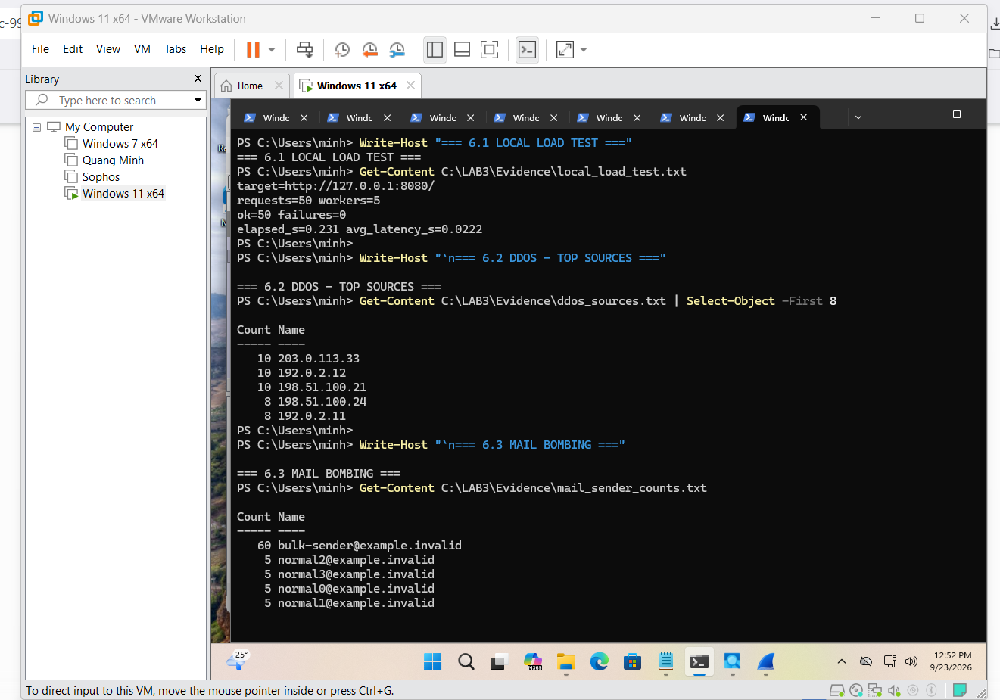 c-99
Windows 11 x64 - VMware Workstation
File Edit View VM Tabs Help
Library
Type here to search
My Computer
Windows 7 x64
Quang Minh
Sophos
Windows 11 x64
Home
Windows 11 x64
Windc Windc Windc Windc Windc Windc Windc
PS C:\Users\minh> Write-Host "=== 6.1 LOCAL LOAD TEST ==="
=== 6.1 LOCAL LOAD TEST ===
PS C:\Users\minh> Get-Content C:\LAB3\Evidence\local_load_test.txt
target=http://127.0.0.1:8080/
requests=50 workers=5
ok=50 failures=0
elapsed_s=0.231 avg_latency_s=0.0222
PS C:\Users\minh>
PS C:\Users\minh> Write-Host "`n=== 6.2 DDOS - TOP SOURCES ==="
=== 6.2 DDOS - TOP SOURCES ===
PS C:\Users\minh> Get-Content C:\LAB3\Evidence\ddos_sources.txt | Select-Object -First 8
Count Name
----- ----
10 203.0.113.33
10 192.0.2.12
10 198.51.100.21
8 198.51.100.24
8 192.0.2.11
PS C:\Users\minh>
PS C:\Users\minh> Write-Host "`n=== 6.3 MAIL BOMBING ==="
=== 6.3 MAIL BOMBING ===
PS C:\Users\minh> Get-Content C:\LAB3\Evidence\mail_sender_counts.txt
Count Name
----- ----
60 bulk-sender@example.invalid
5 normal2@example.invalid
5 normal3@example.invalid
5 normal0@example.invalid
5 normal1@example.invalid
25°
M365
12:52 PM
9/23/2026
To direct input to this VM, move the mouse pointer inside or press Ctrl+G.